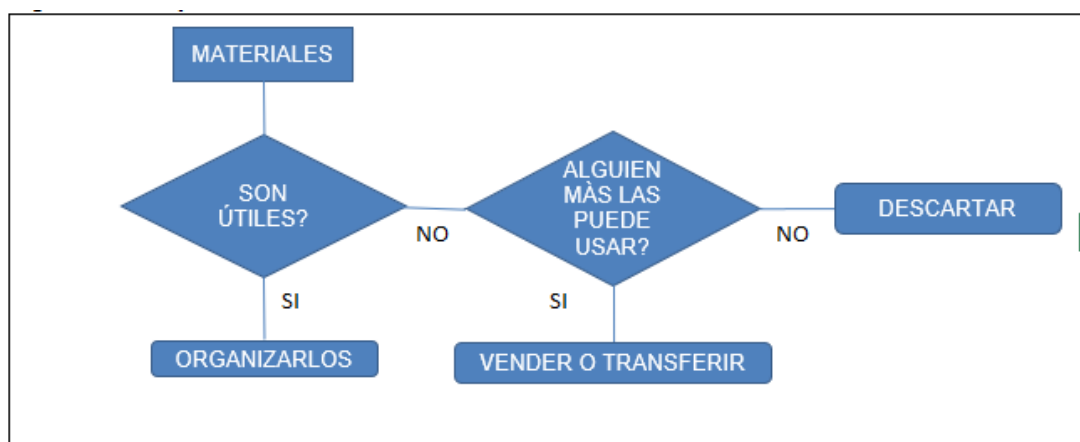 MATERIALES
SON
ÚTILES?
NO
SI
ORGANIZARLOS
ALGUIEN
MÀS LAS
PUEDE
USAR?
NO
SI
VENDER O TRANSFERIR
DESCARTAR